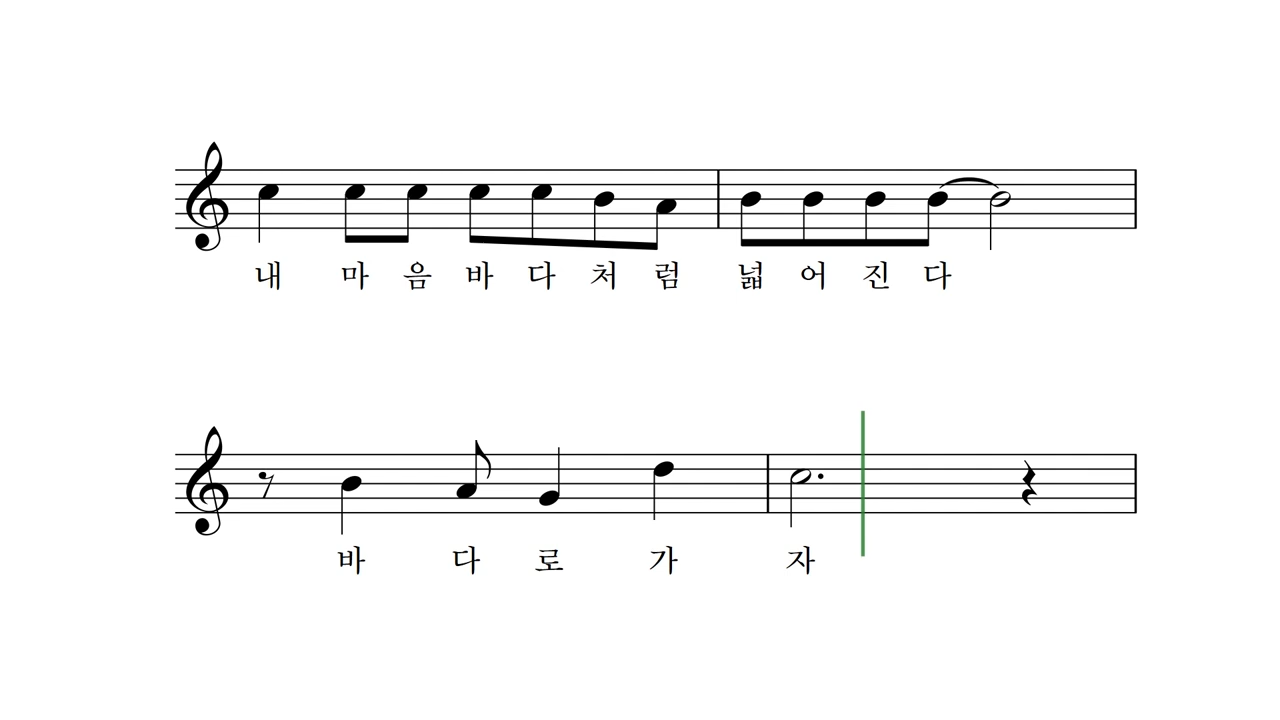 내 마 음 바 다 처 럼 넓 어 진 다
바 다 로 가 자